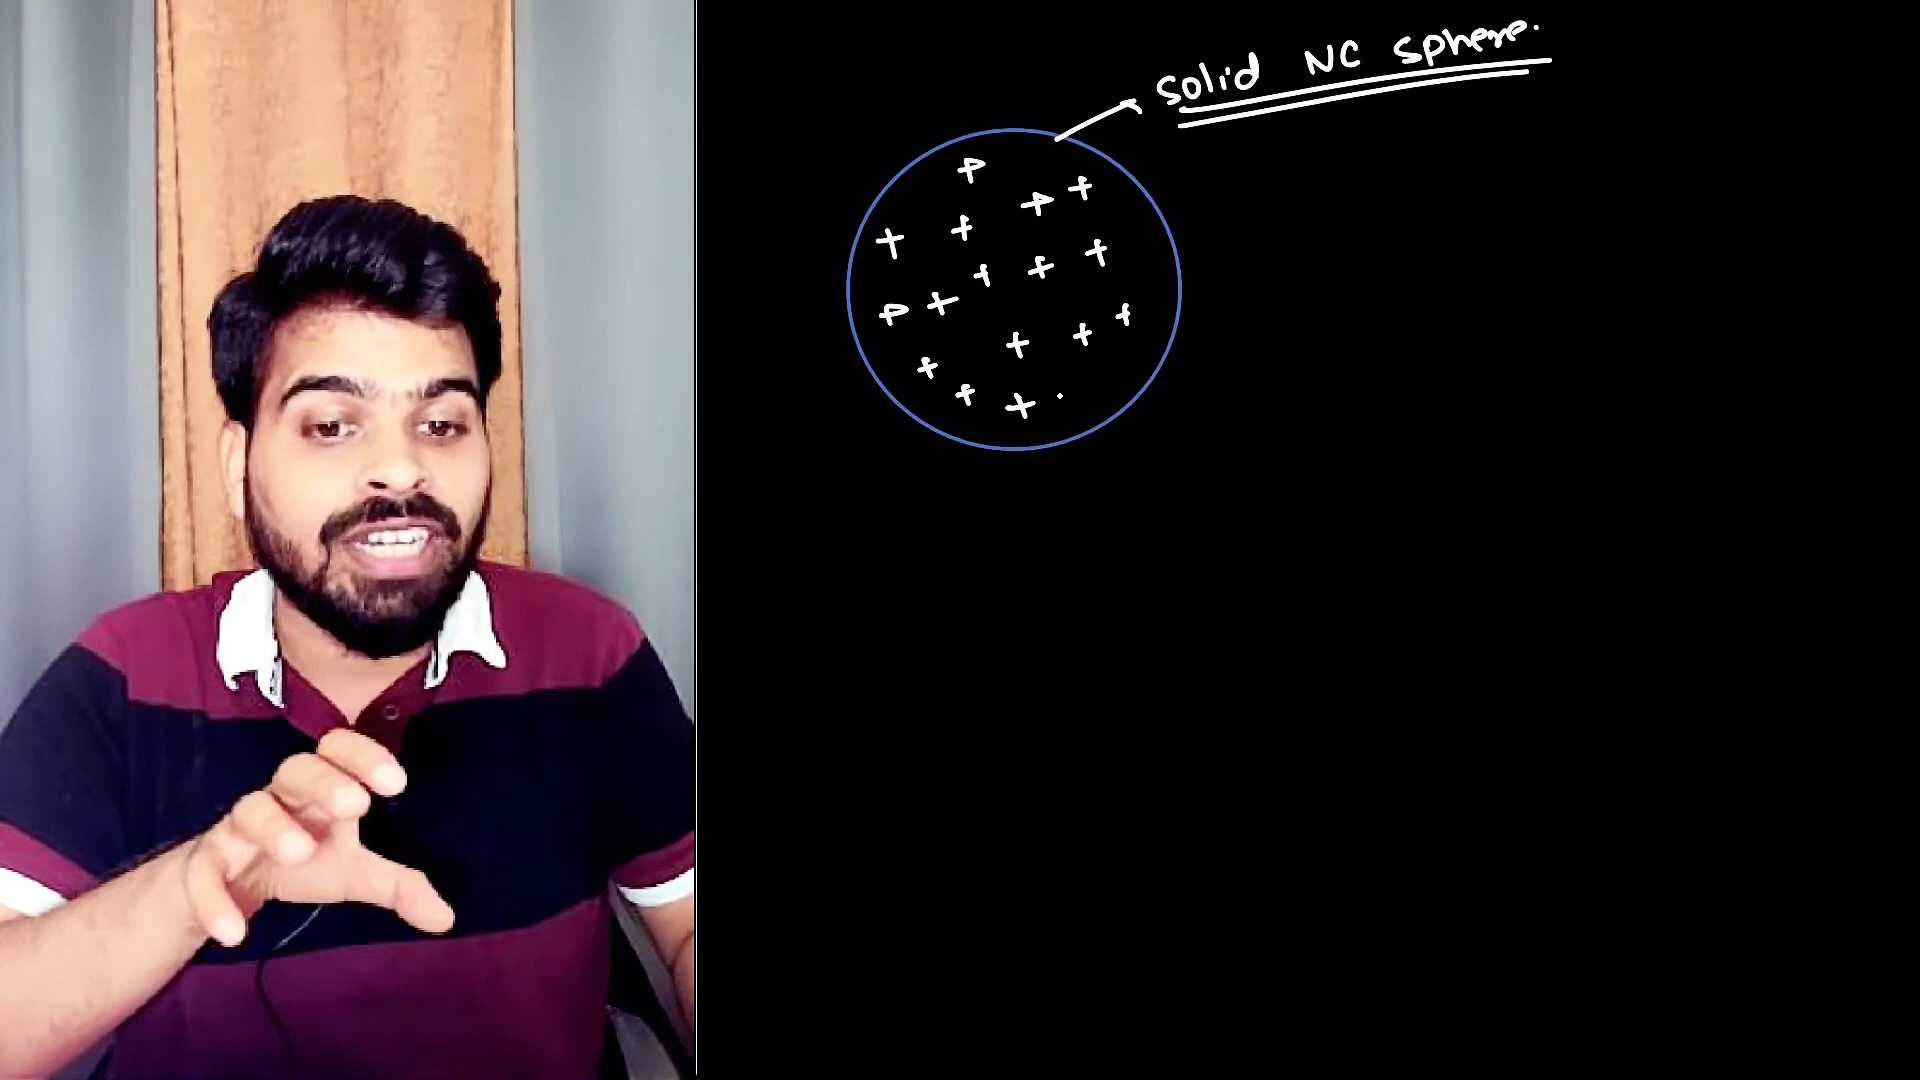 solid NC sphere.
+
+ +
+ +
+ + +
+ +
+ + +
+
+ + .